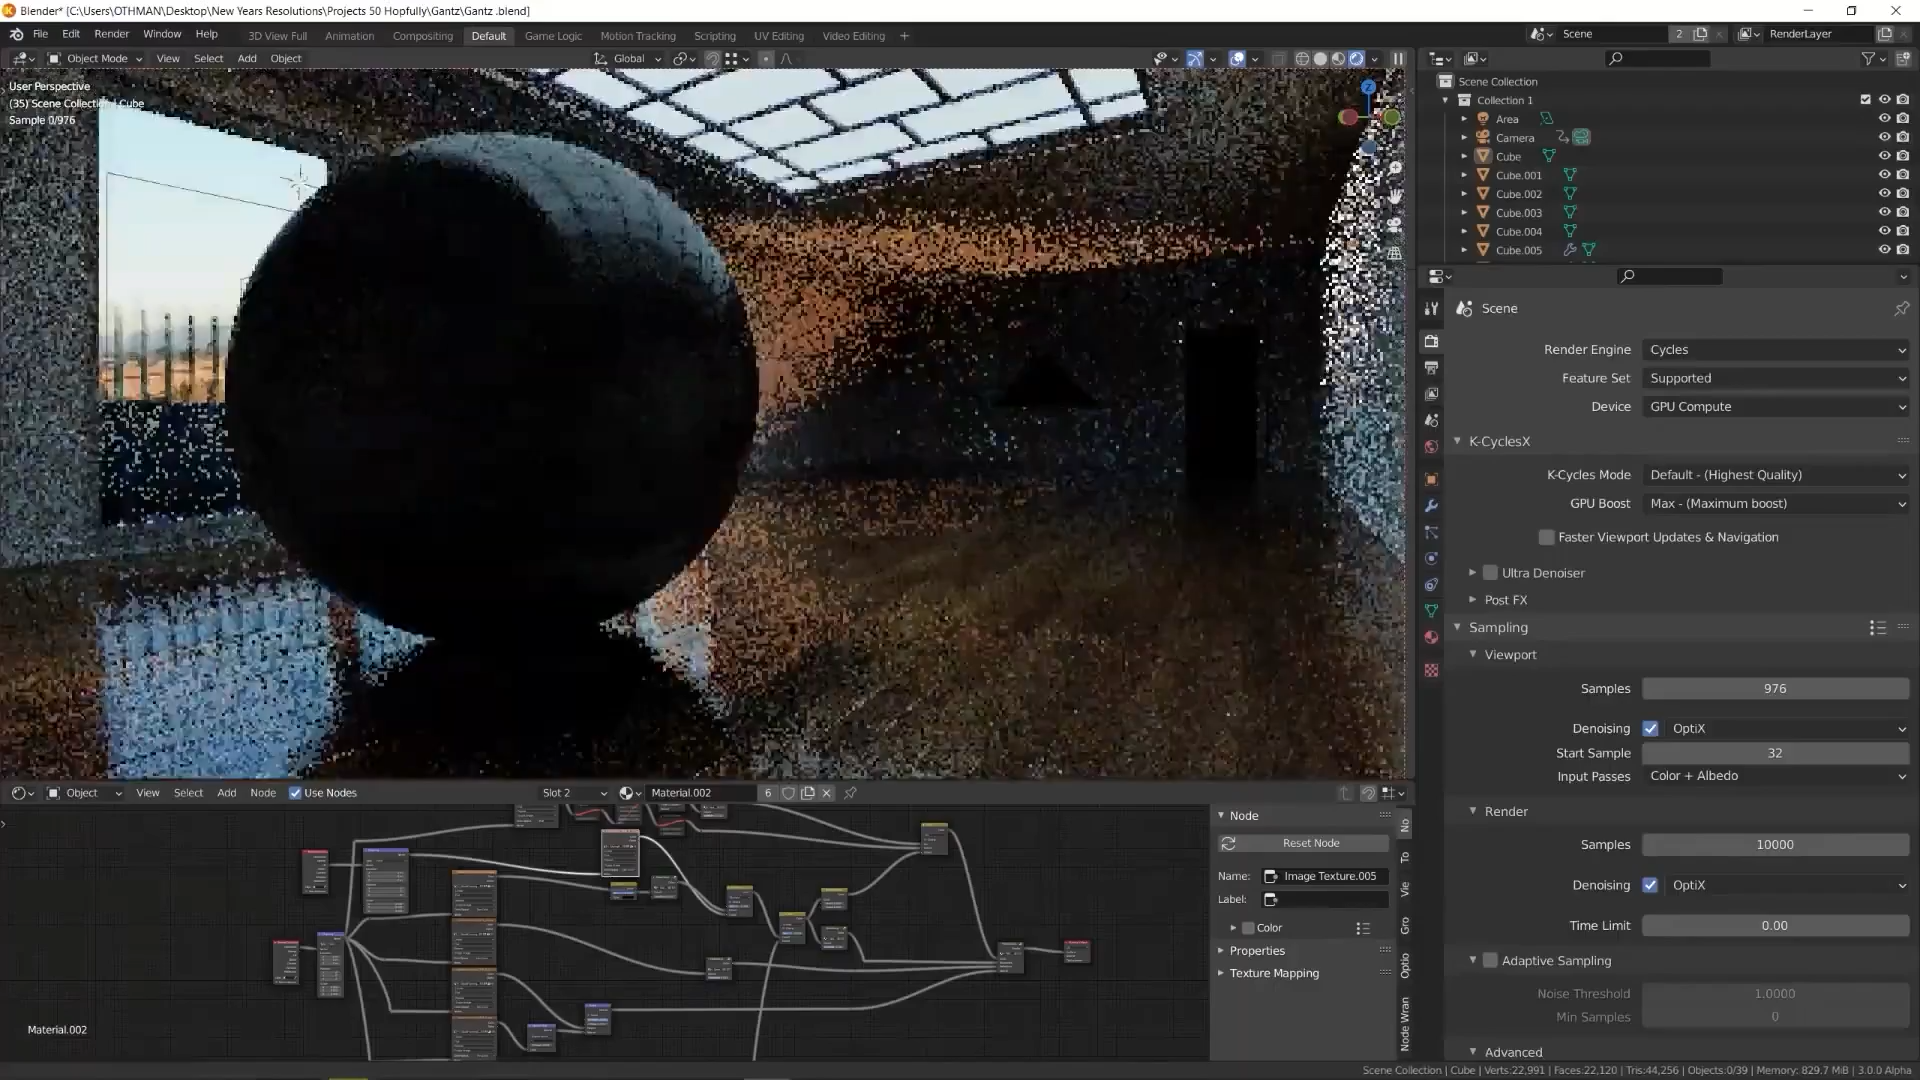 Blender* [C:\Users\OTHMAN\Desktop\New Years Resolutions\Projects 50 Hopfully\Gantz\Gantz .blend]
File Edit Render Window Help 3D View Full Animation Compositing Default Game Logic Motion Tracking Scripting UV Editing Video Editing + Scene 2 RenderLayer
Object Mode View Select Add Object Global
User Perspective
(35) Scene Collection | Cube
Sample 0/976
Z
Scene Collection
Collection 1
Area
Camera
Cube
Cube.001
Cube.002
Cube.003
Cube.004
Cube.005
Scene
Render Engine Cycles
Feature Set Supported
Device GPU Compute
K-CyclesX
K-Cycles Mode Default - (Highest Quality)
GPU Boost Max - (Maximum boost)
Faster Viewport Updates & Navigation
Ultra Denoiser
Post FX
Sampling
Viewport
Samples 976
Denoising OptiX
Start Sample 32
Input Passes Color + Albedo
Render
Samples 10000
Denoising OptiX
Time Limit 0.00
Adaptive Sampling
Noise Threshold 1.0000
Min Samples 0
Advanced
Object View Select Add Node Use Nodes Slot 2 Material.002 6
Node
Reset Node
Name: Image Texture.005
Label:
Color
Properties
Texture Mapping
No
To
Vie
Gro
Optio
Node Wran
Material.002
Scene Collection | Cube | Verts:22,991 | Faces:22,120 | Tris:44,256 | Objects:0/39 | Memory: 829.7 MiB | 3.0.0 Alpha